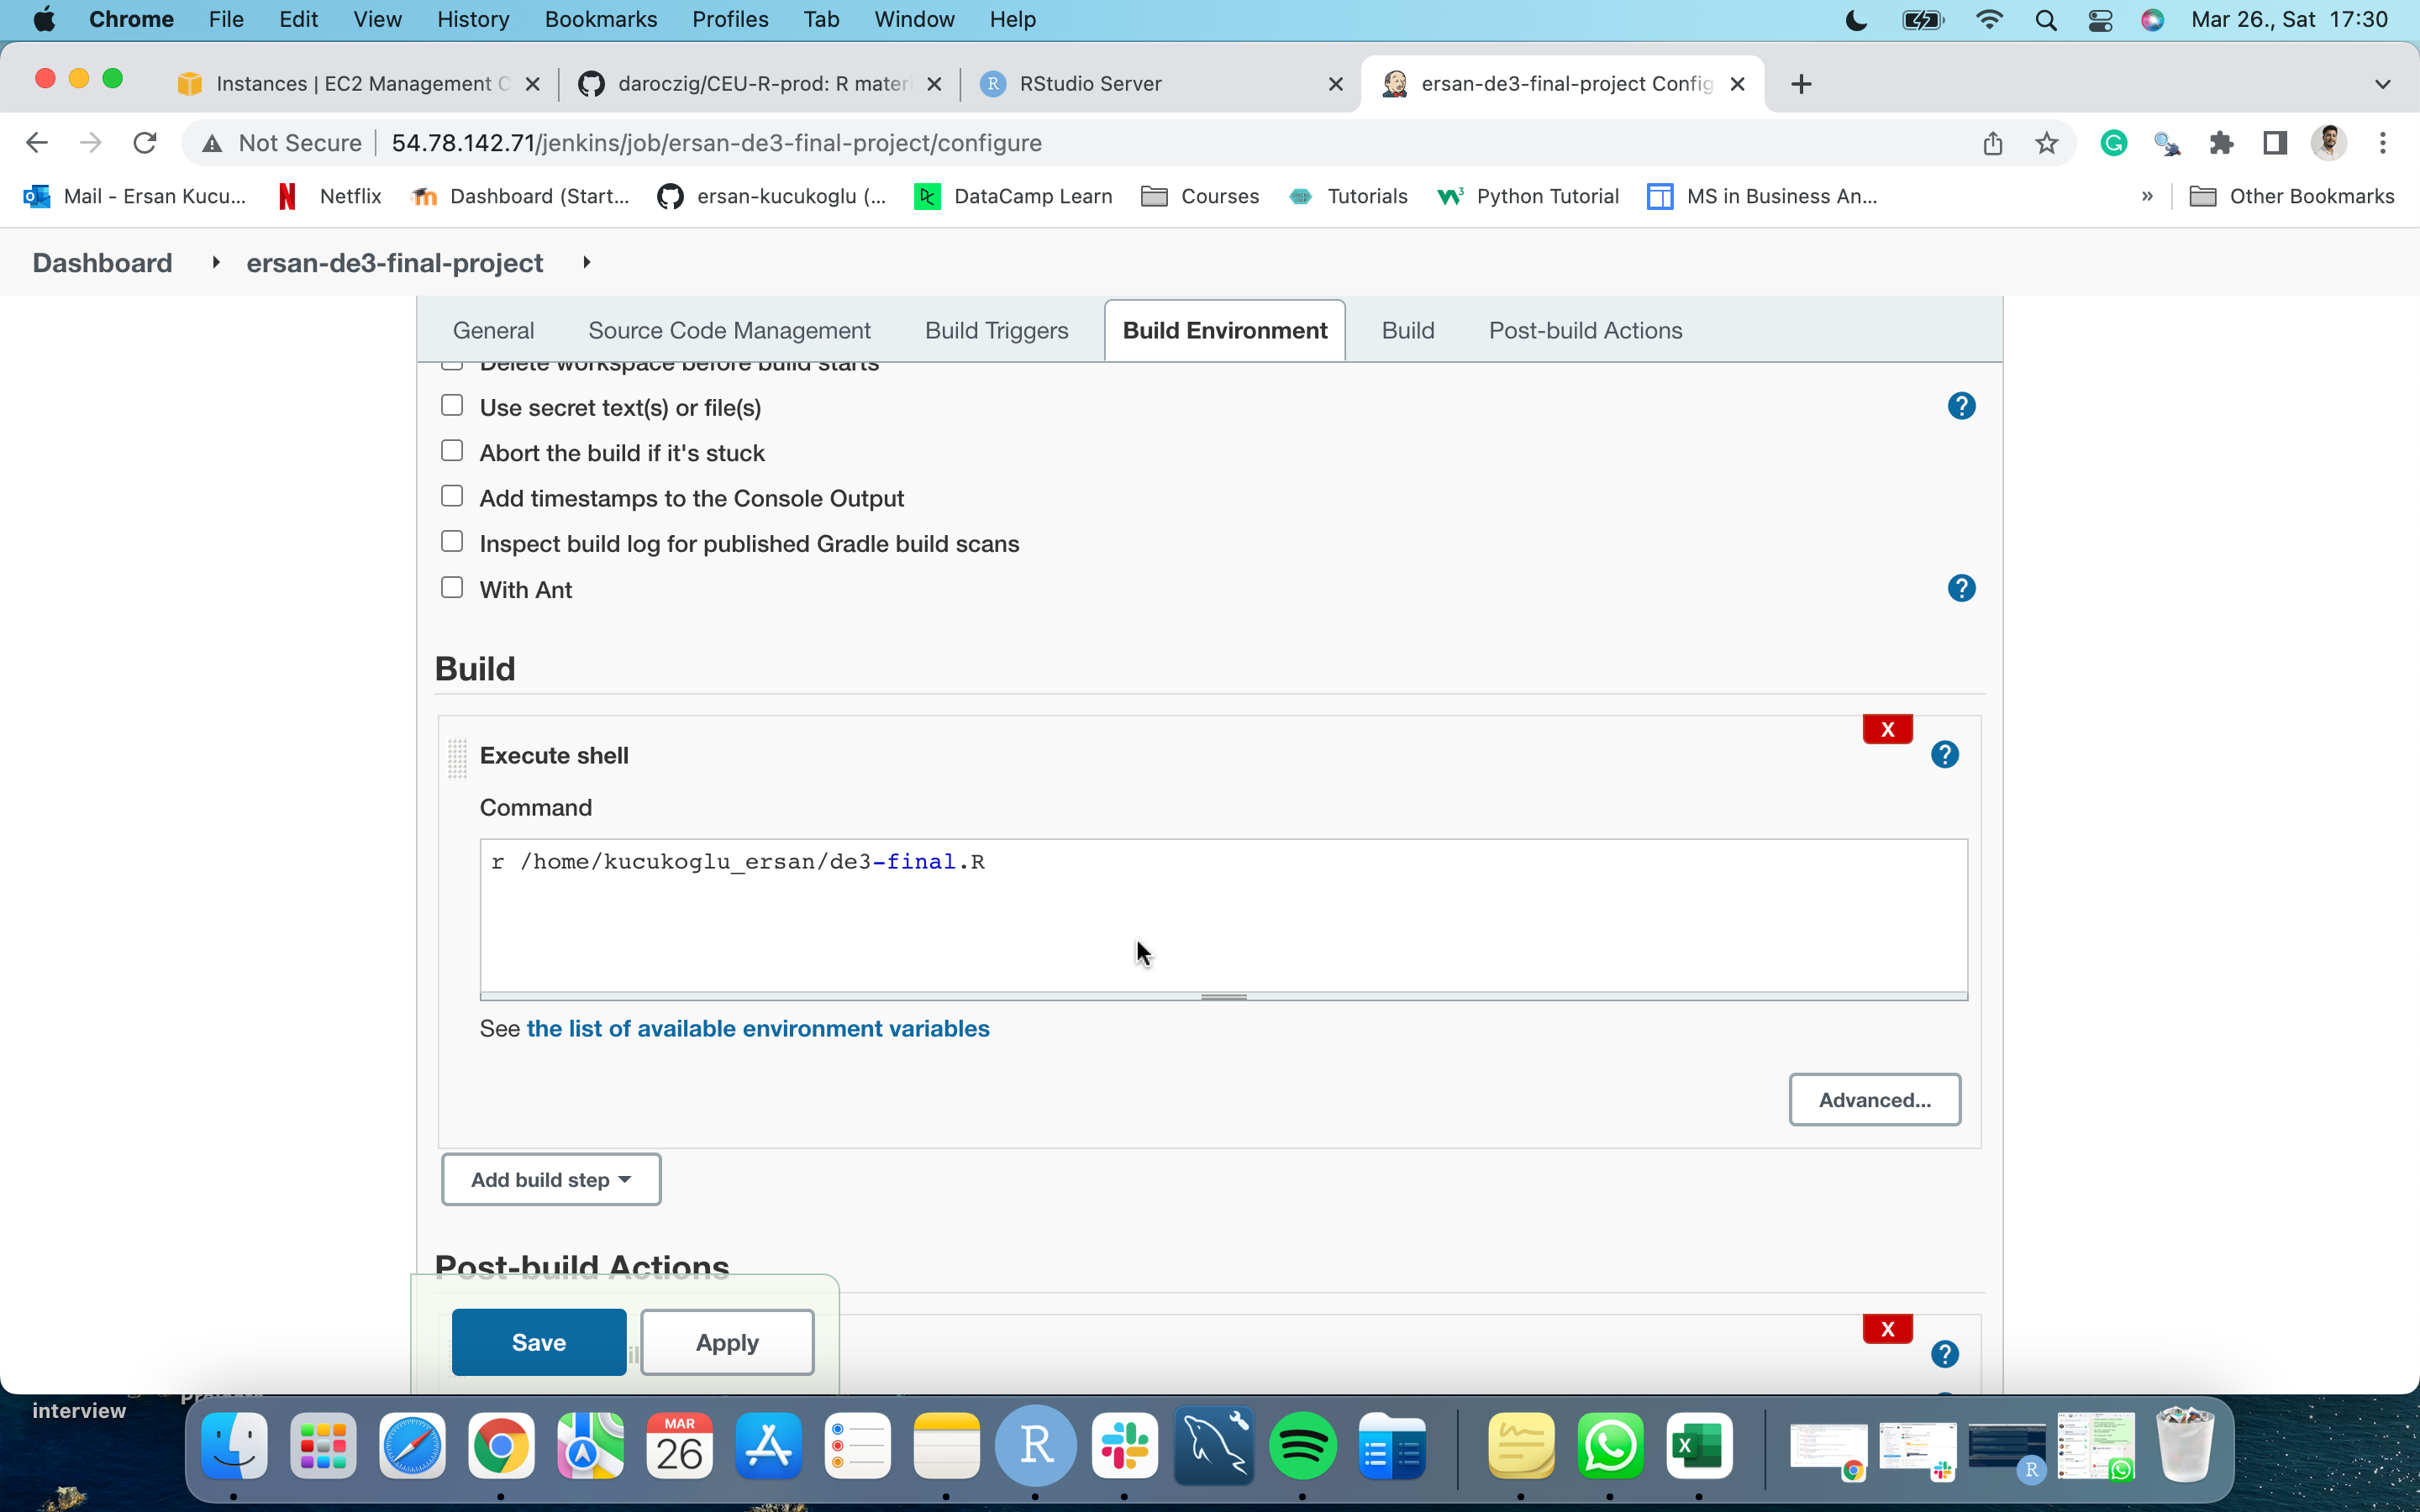 Chrome File Edit View History Bookmarks Profiles Tab Window Help Mar 26., Sat 17:30
Instances | EC2 Management C daroczig/CEU-R-prod: R materi RStudio Server ersan-de3-final-project Config
Not Secure 54.78.142.71/jenkins/job/ersan-de3-final-project/configure
Mail - Ersan Kucu... Netflix Dashboard (Start... ersan-kucukoglu (... DataCamp Learn Courses Tutorials Python Tutorial MS in Business An... » Other Bookmarks
Dashboard ersan-de3-final-project
General Source Code Management Build Triggers Build Environment Build Post-build Actions
Delete workspace before build starts
Use secret text(s) or file(s)
Abort the build if it's stuck
Add timestamps to the Console Output
Inspect build log for published Gradle build scans
With Ant
Build
X
Execute shell
Command
r /home/kucukoglu_ersan/de3-final.R
See the list of available environment variables
Advanced...
Add build step
Post-build Actions
X
Save Apply
interview
MAR
26